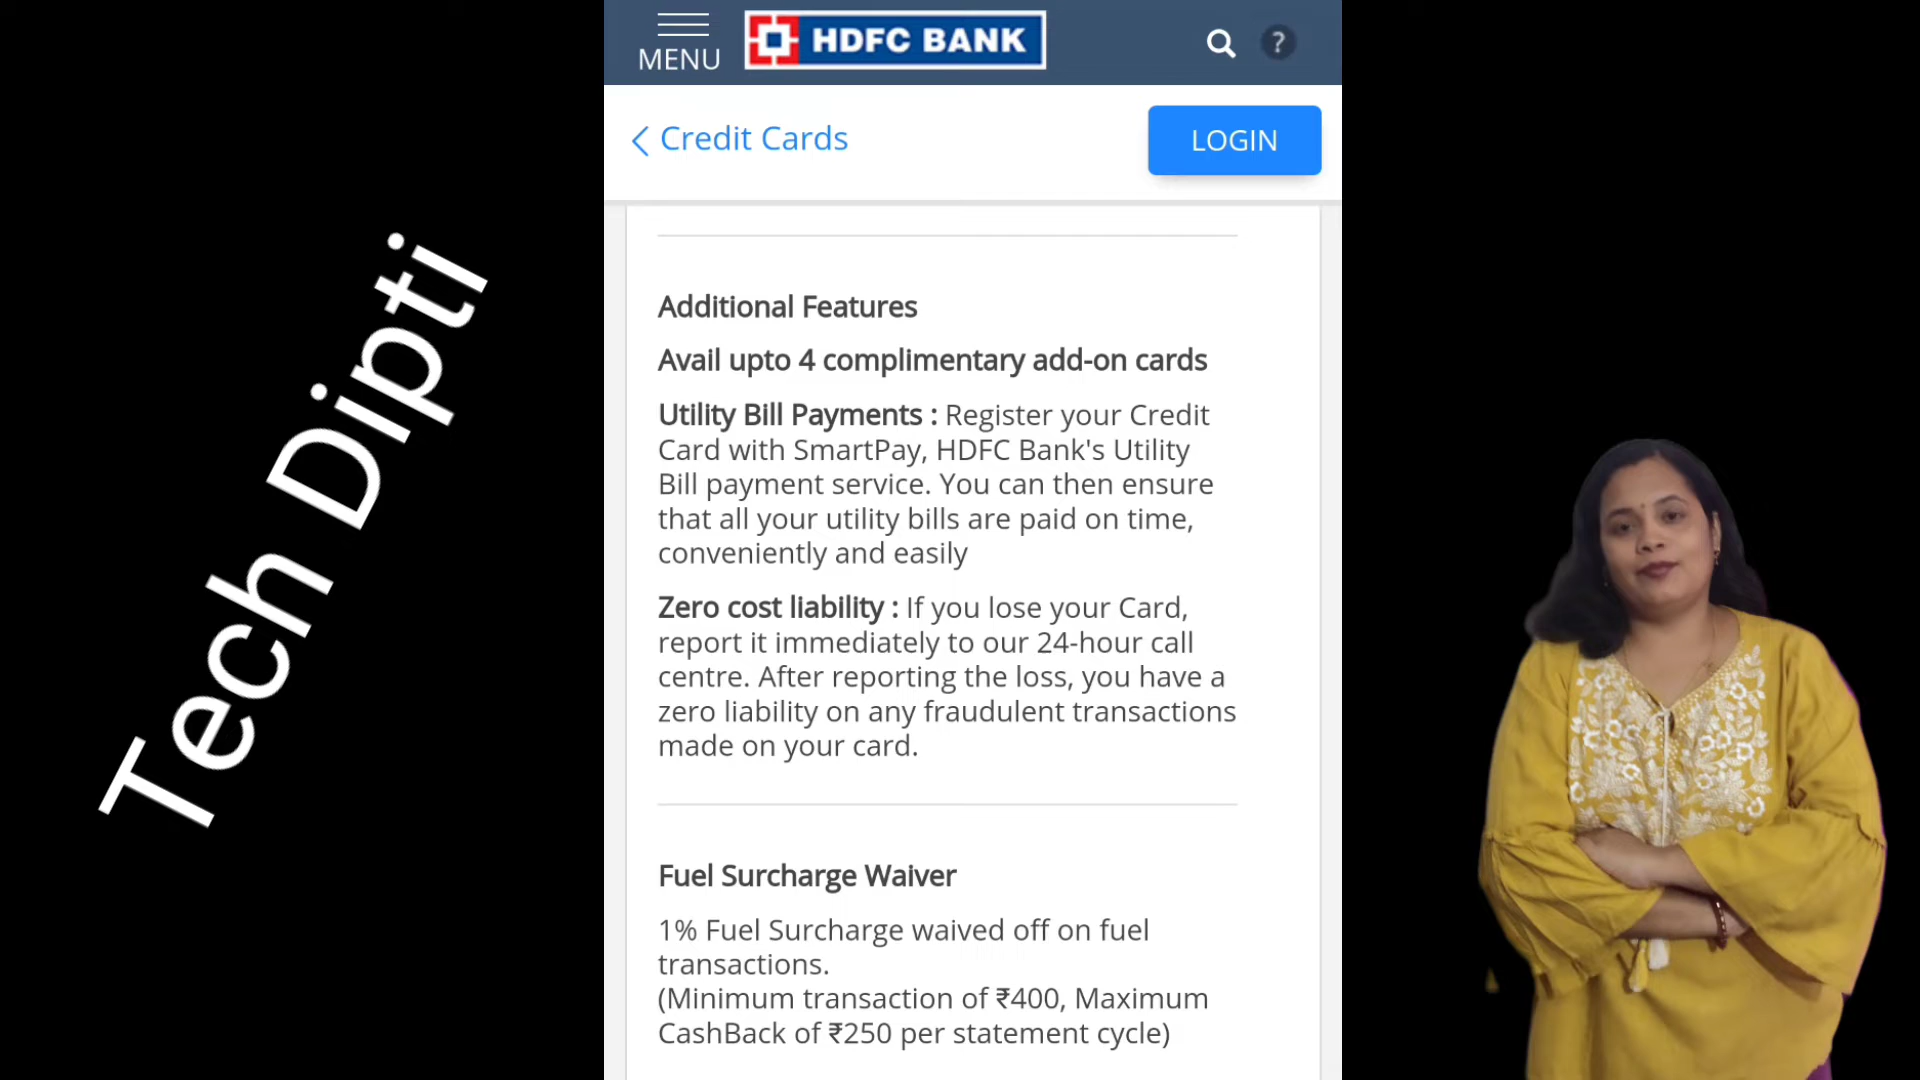 MENU
HDFC BANK
?
Credit Cards
LOGIN
Tech Dipti
Additional Features
Avail upto 4 complimentary add-on cards
Utility Bill Payments : Register your Credit
Card with SmartPay, HDFC Bank's Utility
Bill payment service. You can then ensure
that all your utility bills are paid on time,
conveniently and easily
Zero cost liability : If you lose your Card,
report it immediately to our 24-hour call
centre. After reporting the loss, you have a
zero liability on any fraudulent transactions
made on your card.
Fuel Surcharge Waiver
1% Fuel Surcharge waived off on fuel
transactions.
(Minimum transaction of ₹400, Maximum
CashBack of ₹250 per statement cycle)